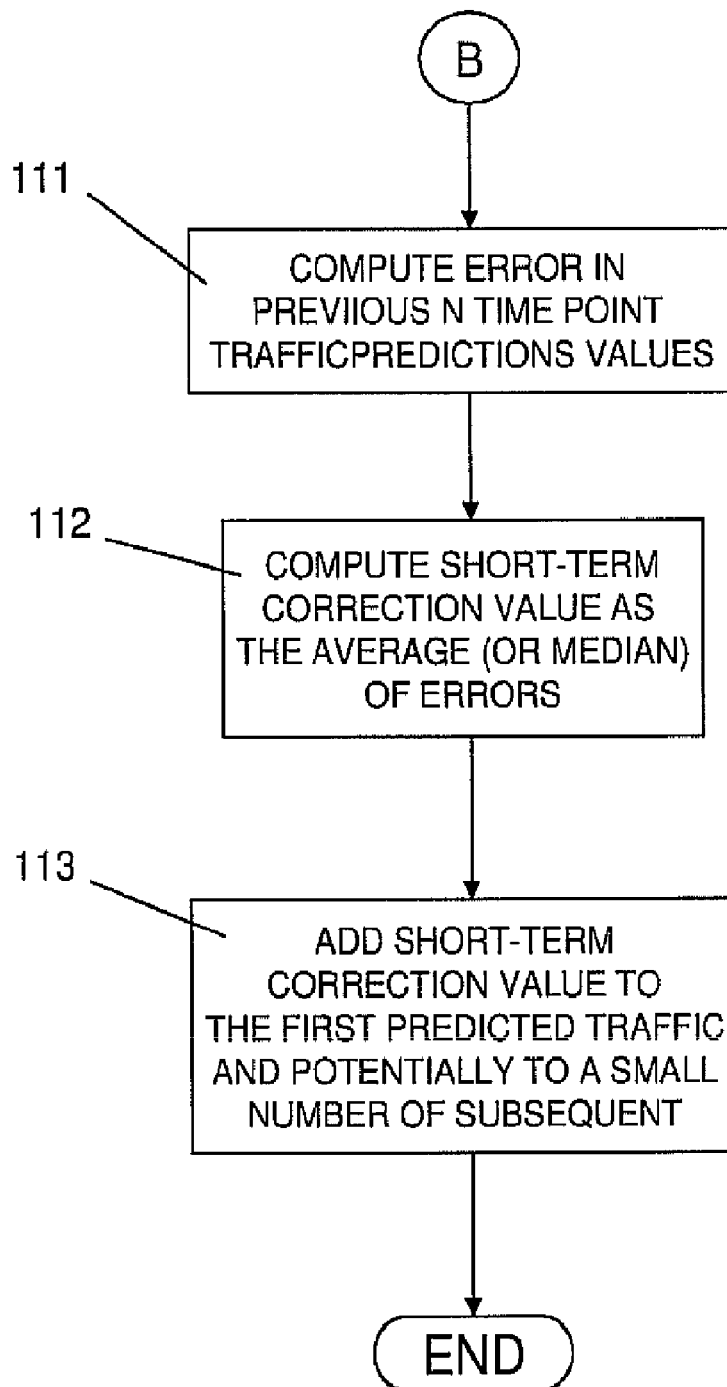 B
111
COMPUTE ERROR IN
PREVIIOUS N TIME POINT
TRAFFICPREDICTIONS VALUES
112
COMPUTE SHORT-TERM
CORRECTION VALUE AS
THE AVERAGE (OR MEDIAN)
OF ERRORS
113
ADD SHORT-TERM
CORRECTION VALUE TO
THE FIRST PREDICTED TRAFFIC
AND POTENTIALLY TO A SMALL
NUMBER OF SUBSEQUENT
END